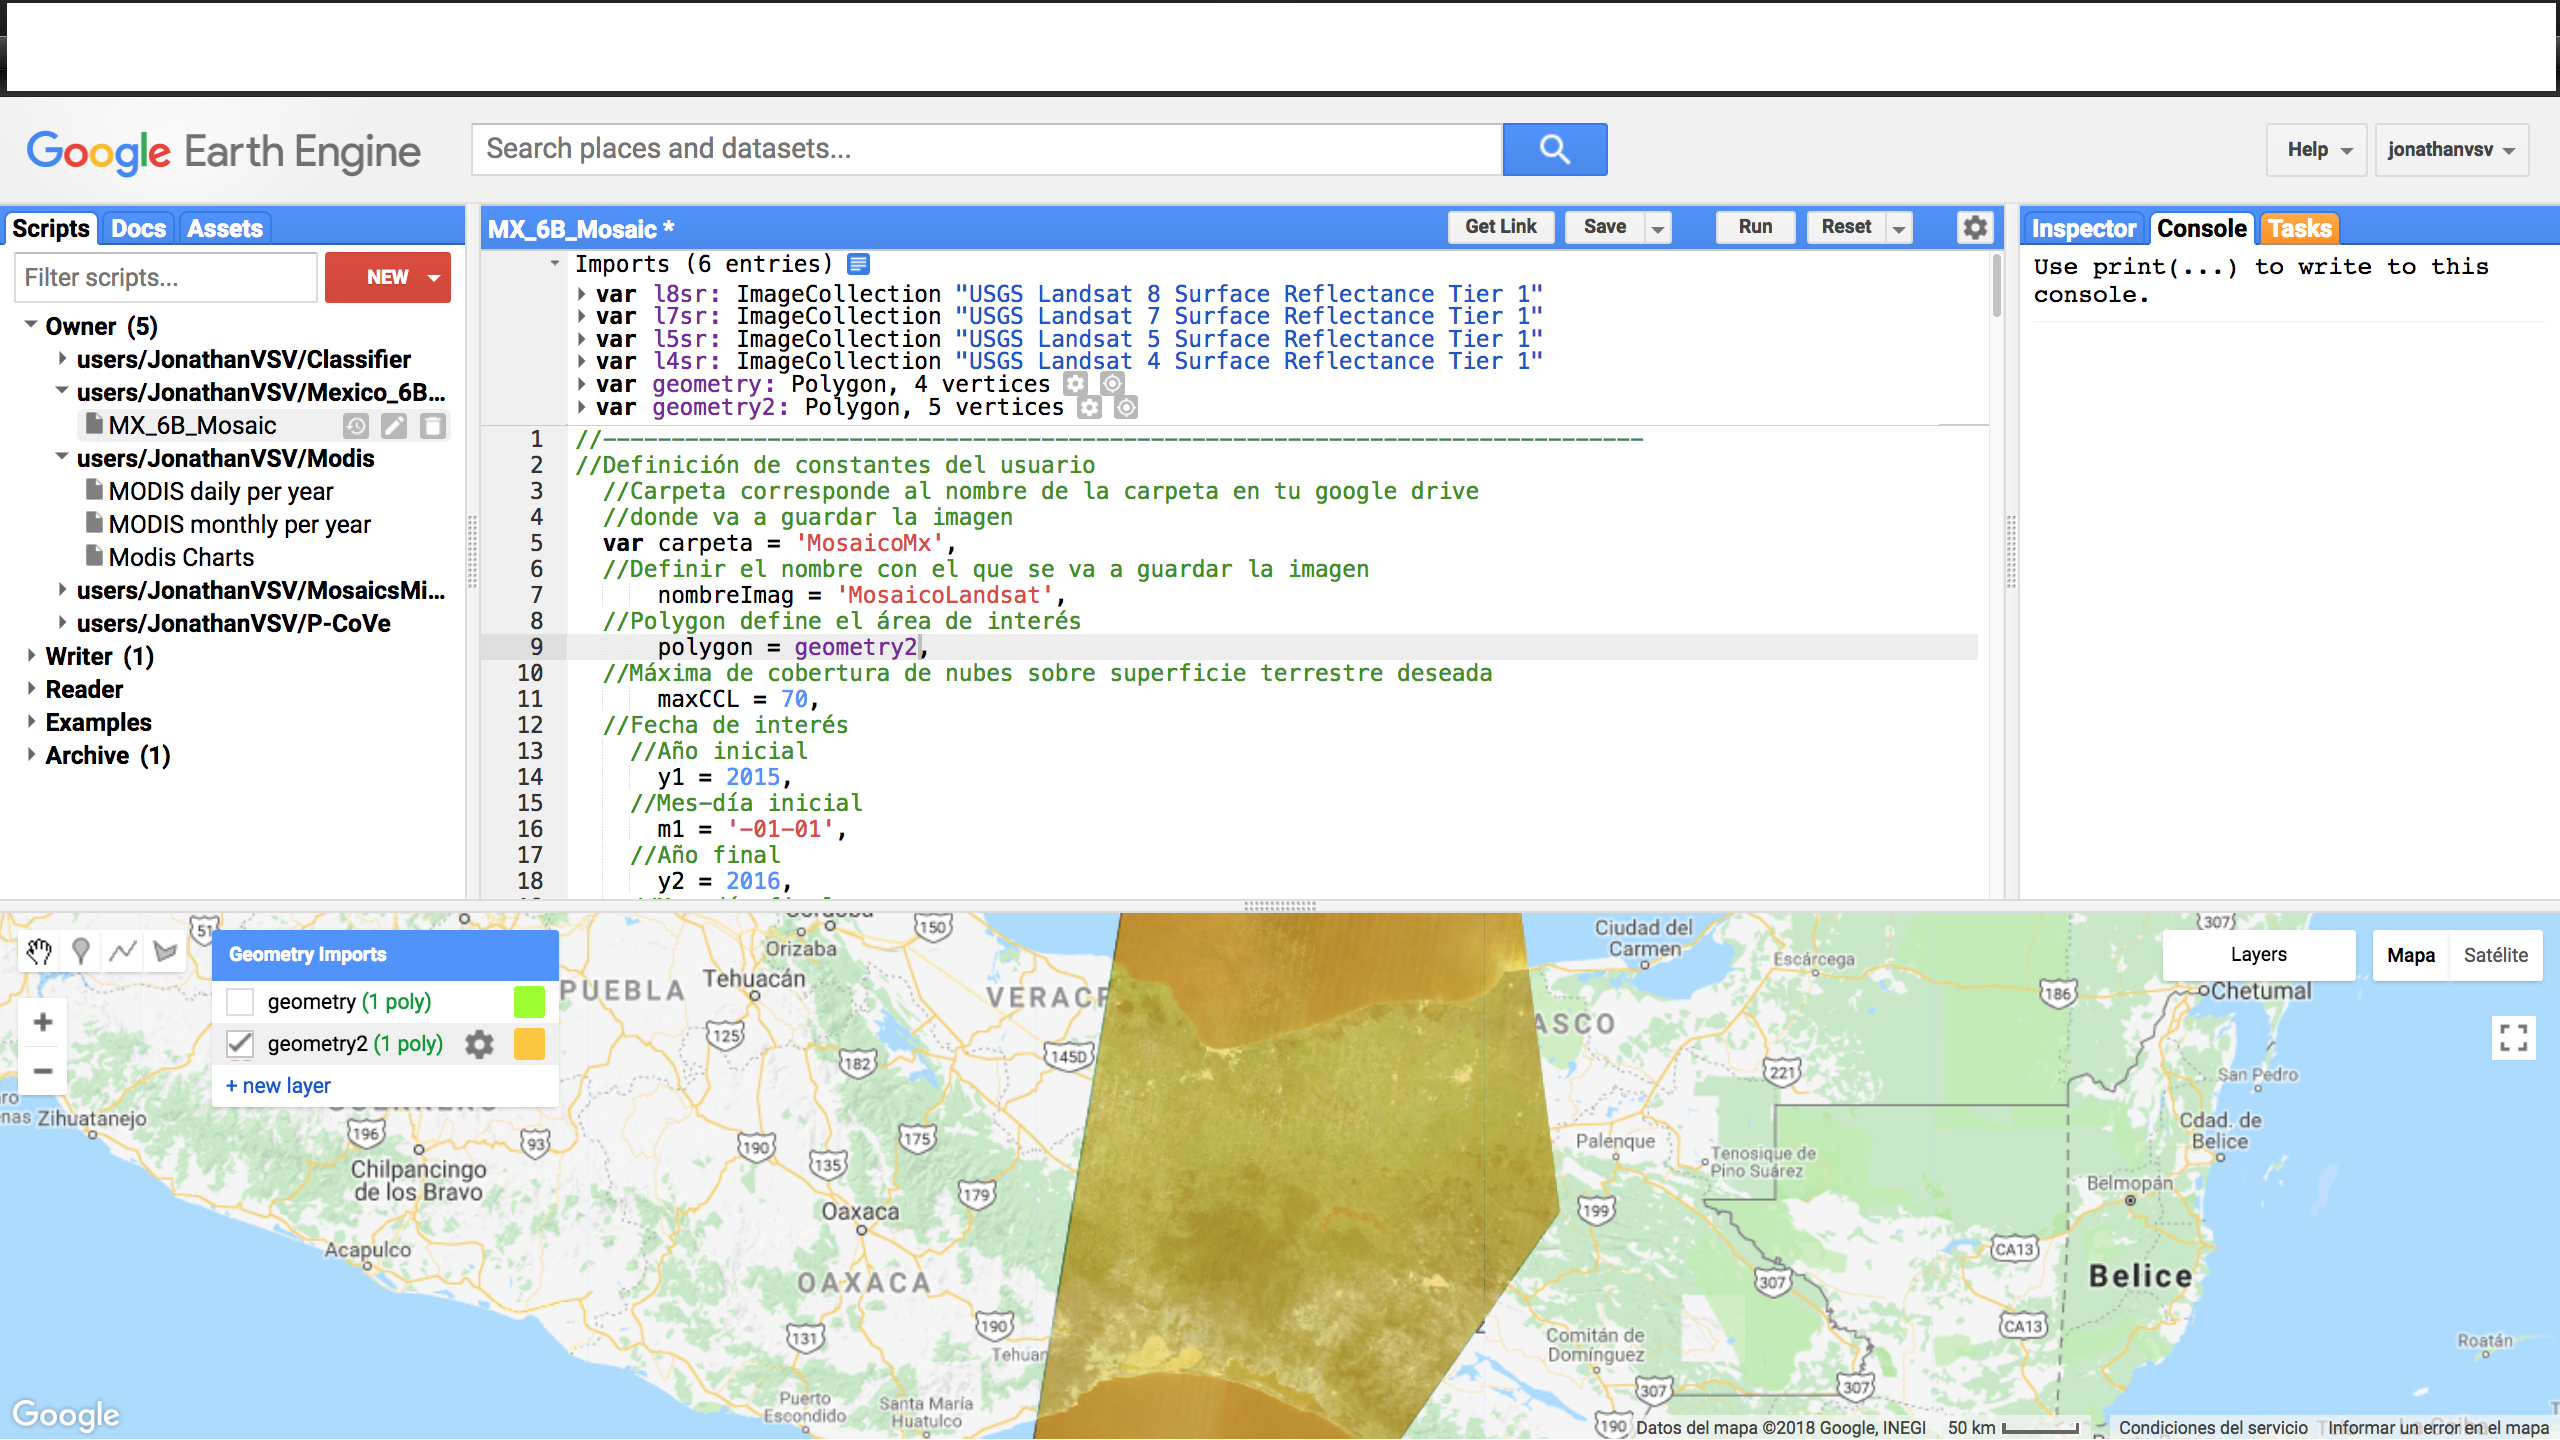 Google Earth Engine
Search places and datasets...
Help
jonathanvsv
Scripts
Docs
Assets
Filter scripts...
NEW
Owner (5)
users/JonathanVSV/Classifier
users/JonathanVSV/Mexico_6B...
MX_6B_Mosaic
users/JonathanVSV/Modis
MODIS daily per year
MODIS monthly per year
Modis Charts
users/JonathanVSV/MosaicsMi...
users/JonathanVSV/P-CoVe
Writer (1)
Reader
Examples
Archive (1)
MX_6B_Mosaic *
Get Link
Save
Run
Reset
Imports (6 entries)
var l8sr: ImageCollection "USGS Landsat 8 Surface Reflectance Tier 1"
var l7sr: ImageCollection "USGS Landsat 7 Surface Reflectance Tier 1"
var l5sr: ImageCollection "USGS Landsat 5 Surface Reflectance Tier 1"
var l4sr: ImageCollection "USGS Landsat 4 Surface Reflectance Tier 1"
var geometry: Polygon, 4 vertices
var geometry2: Polygon, 5 vertices
1 //----------------------------------------------------------------------------
2 //Definición de constantes del usuario
3 //Carpeta corresponde al nombre de la carpeta en tu google drive
4 //donde va a guardar la imagen
5 var carpeta = 'MosaicoMx',
6 //Definir el nombre con el que se va a guardar la imagen
7 nombreImag = 'MosaicoLandsat',
8 //Polygon define el área de interés
9 polygon = geometry2,
10 //Máxima de cobertura de nubes sobre superficie terrestre deseada
11 maxCCL = 70,
12 //Fecha de interés
13 //Año inicial
14 y1 = 2015,
15 //Mes-día inicial
16 m1 = '-01-01',
17 //Año final
18 y2 = 2016,
Inspector
Console
Tasks
Use print(...) to write to this
console.
Geometry Imports
geometry (1 poly)
geometry2 (1 poly)
+ new layer
Layers
Mapa
Satélite
51
150
Orizaba
Tehuacán
PUEBLA
VERACR
125
182
145D
Ciudad del
Carmen
Escárcega
307
186
Chetumal
ASCO
221
San Pedro
Zihuatanejo
196
93
190
135
175
179
Chilpancingo
de los Bravo
Oaxaca
Acapulco
OAXACA
131
190
Tehuan
Puerto
Escondido
Santa María
Huatulco
Palenque
Tenosique de
Pino Suárez
199
Cdad. de
Belice
Belmopán
CA13
307
Belice
CA13
Comitán de
Domínguez
307
307
190
Roatán
Google
Datos del mapa ©2018 Google, INEGI
50 km
Condiciones del servicio
Informar un error en el mapa